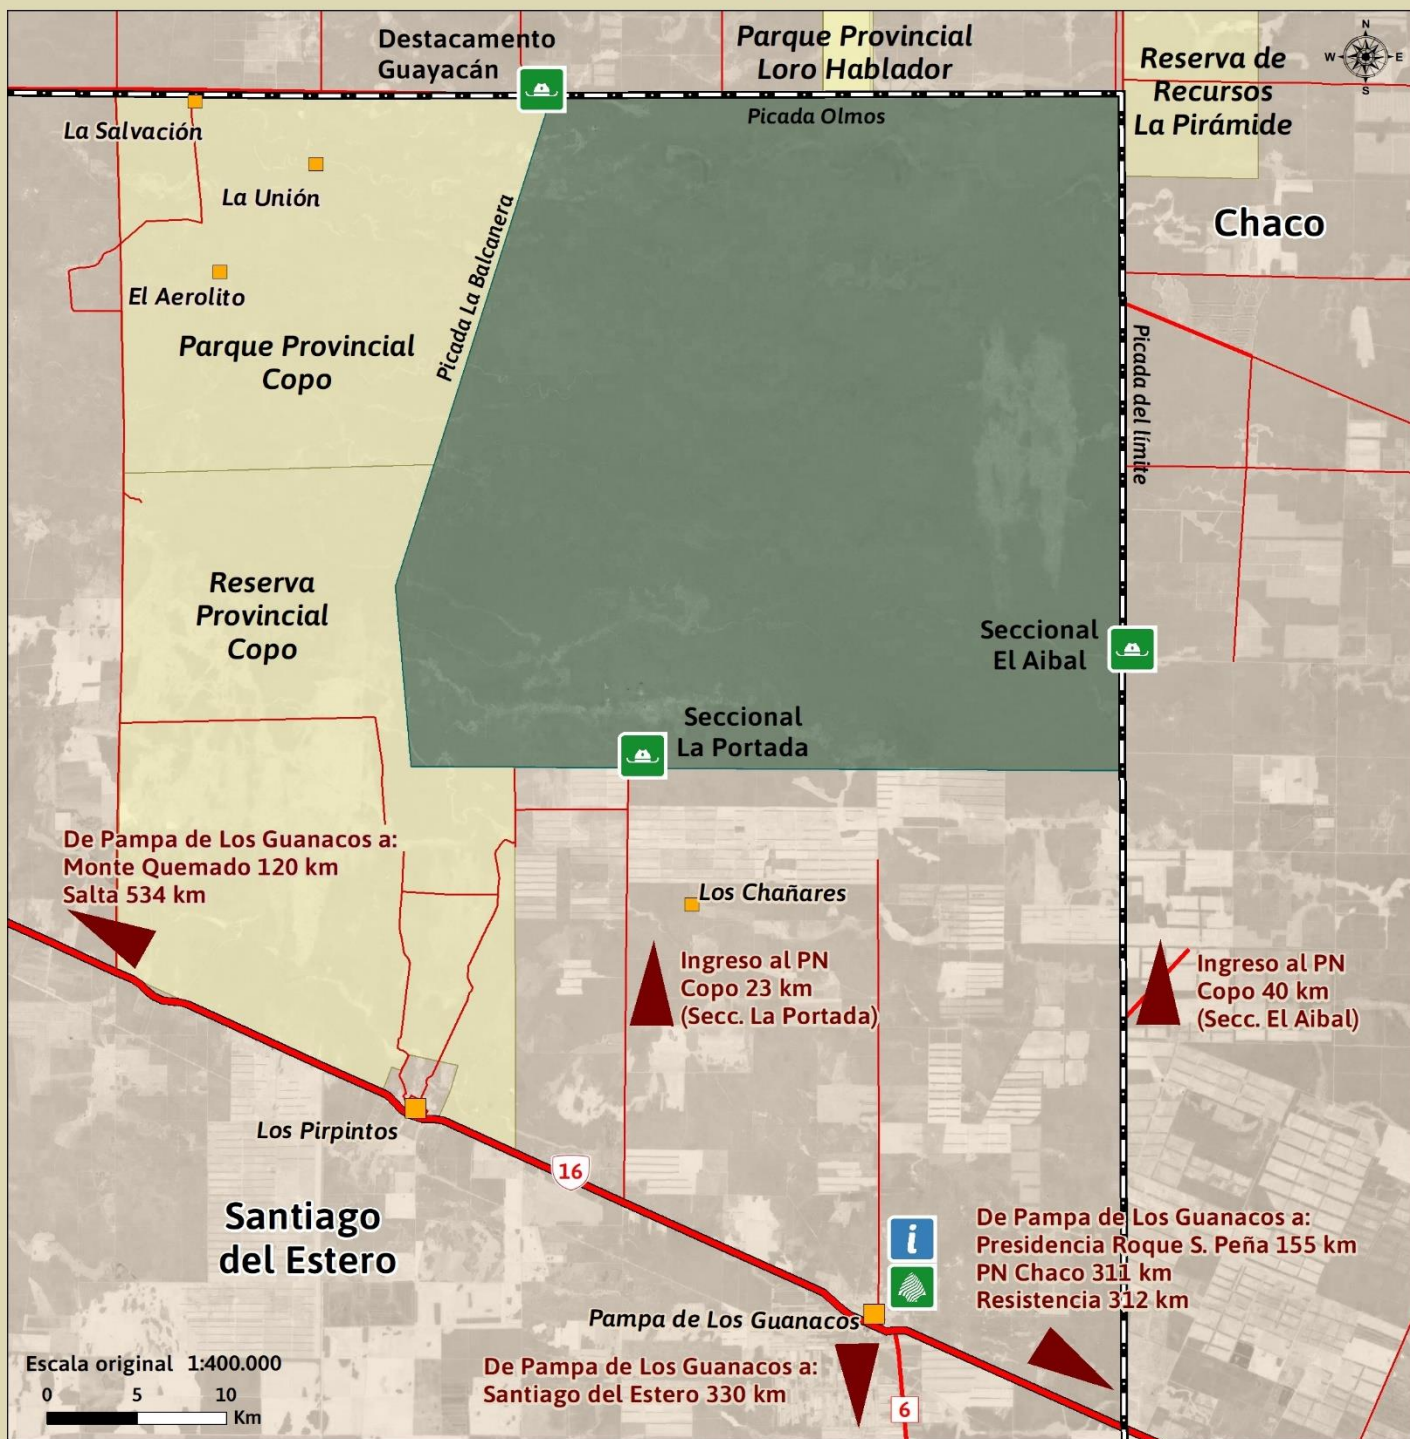 Destacamento
Guayacán
Parque Provincial
Loro Hablador
Reserva de
Recursos
La Pirámide
N
W
E
S
Picada Olmos
La Salvación
La Unión
Picada La Balcanera
Chaco
El Aerolito
Parque Provincial
Copo
Picada del límite
Reserva
Provincial
Copo
Seccional
El Aibal
Seccional
La Portada
De Pampa de Los Guanacos a:
Monte Quemado 120 km
Salta 534 km
Los Chañares
Ingreso al PN
Copo 23 km
(Secc. La Portada)
Ingreso al PN
Copo 40 km
(Secc. El Aibal)
Los Pirpintos
16
Santiago
del Estero
i
De Pampa de Los Guanacos a:
Presidencia Roque S. Peña 155 km
PN Chaco 311 km
Resistencia 312 km
Pampa de Los Guanacos
Escala original 1:400.000
0 5 10
Km
De Pampa de Los Guanacos a:
Santiago del Estero 330 km
6